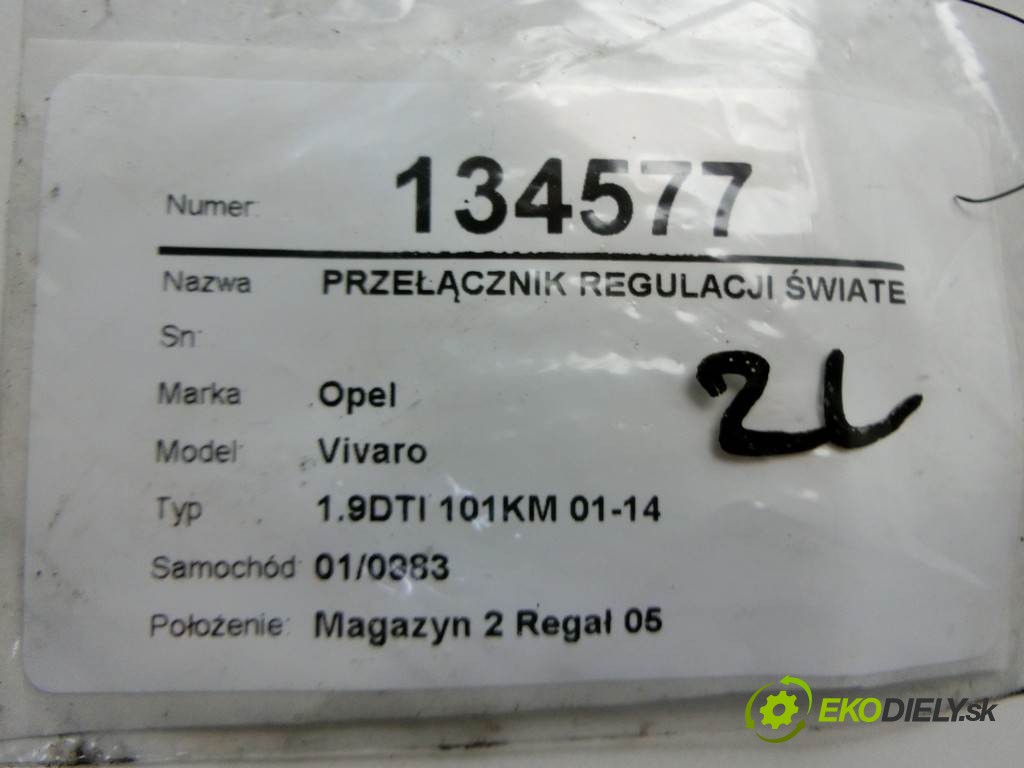 Numer: 134577
Nazwa PRZEŁĄCZNIK REGULACJI ŚWIATE
Sn:
Marka Opel
Model: Vivaro
Typ 1.9DTI 101KM 01-14
Samochód: 01/0383
Położenie: Magazyn 2 Regał 05
EKODIELY.sk